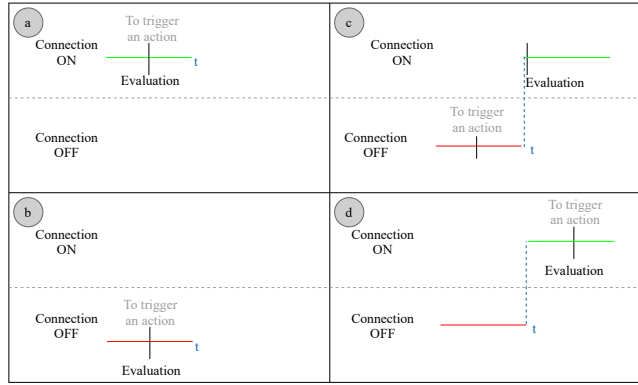 a
To trigger
an action
Connection
ON
t
Evaluation
Connection
OFF
c
Connection
ON
Evaluation
To trigger
an action
Connection
OFF
t
b
Connection
ON
To trigger
an action
Connection
OFF
t
Evaluation
d
To trigger
an action
Connection
ON
Evaluation
Connection
OFF
t